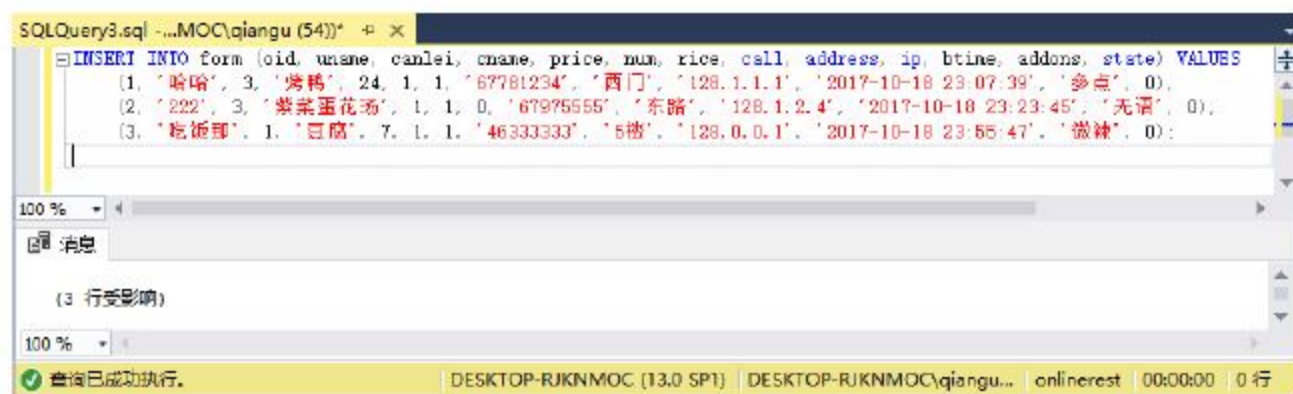 SQLQuery3.sql -...MOC\qiangu (54))*
INSERT INTO form (oid, uname, canlei, cname, price, num, rice, call, address, ip, btime, addons, state) VALUES
(1, '哈哈', 3, '烤鸭', 24, 1, 1, '67781234', '西门', '128.1.1.1', '2017-10-18 23:07:39', '多点', 0),
(2, '222', 3, '紫菜蛋花汤', 1, 1, 0, '67975555', '东路', '128.1.2.4', '2017-10-18 23:23:45', '无语', 0),
(3, '吃饭那', 1, '豆腐', 7, 1, 1, '46333333', '5楼', '128.0.0.1', '2017-10-18 23:55:47', '微辣', 0);
100 %
消息
(3 行受影响)
100 %
查询已成功执行。
DESKTOP-RJKNMOC (13.0 SP1)
DESKTOP-RJKNMOC\qiangu...
onlinerest
00:00:00
0 行